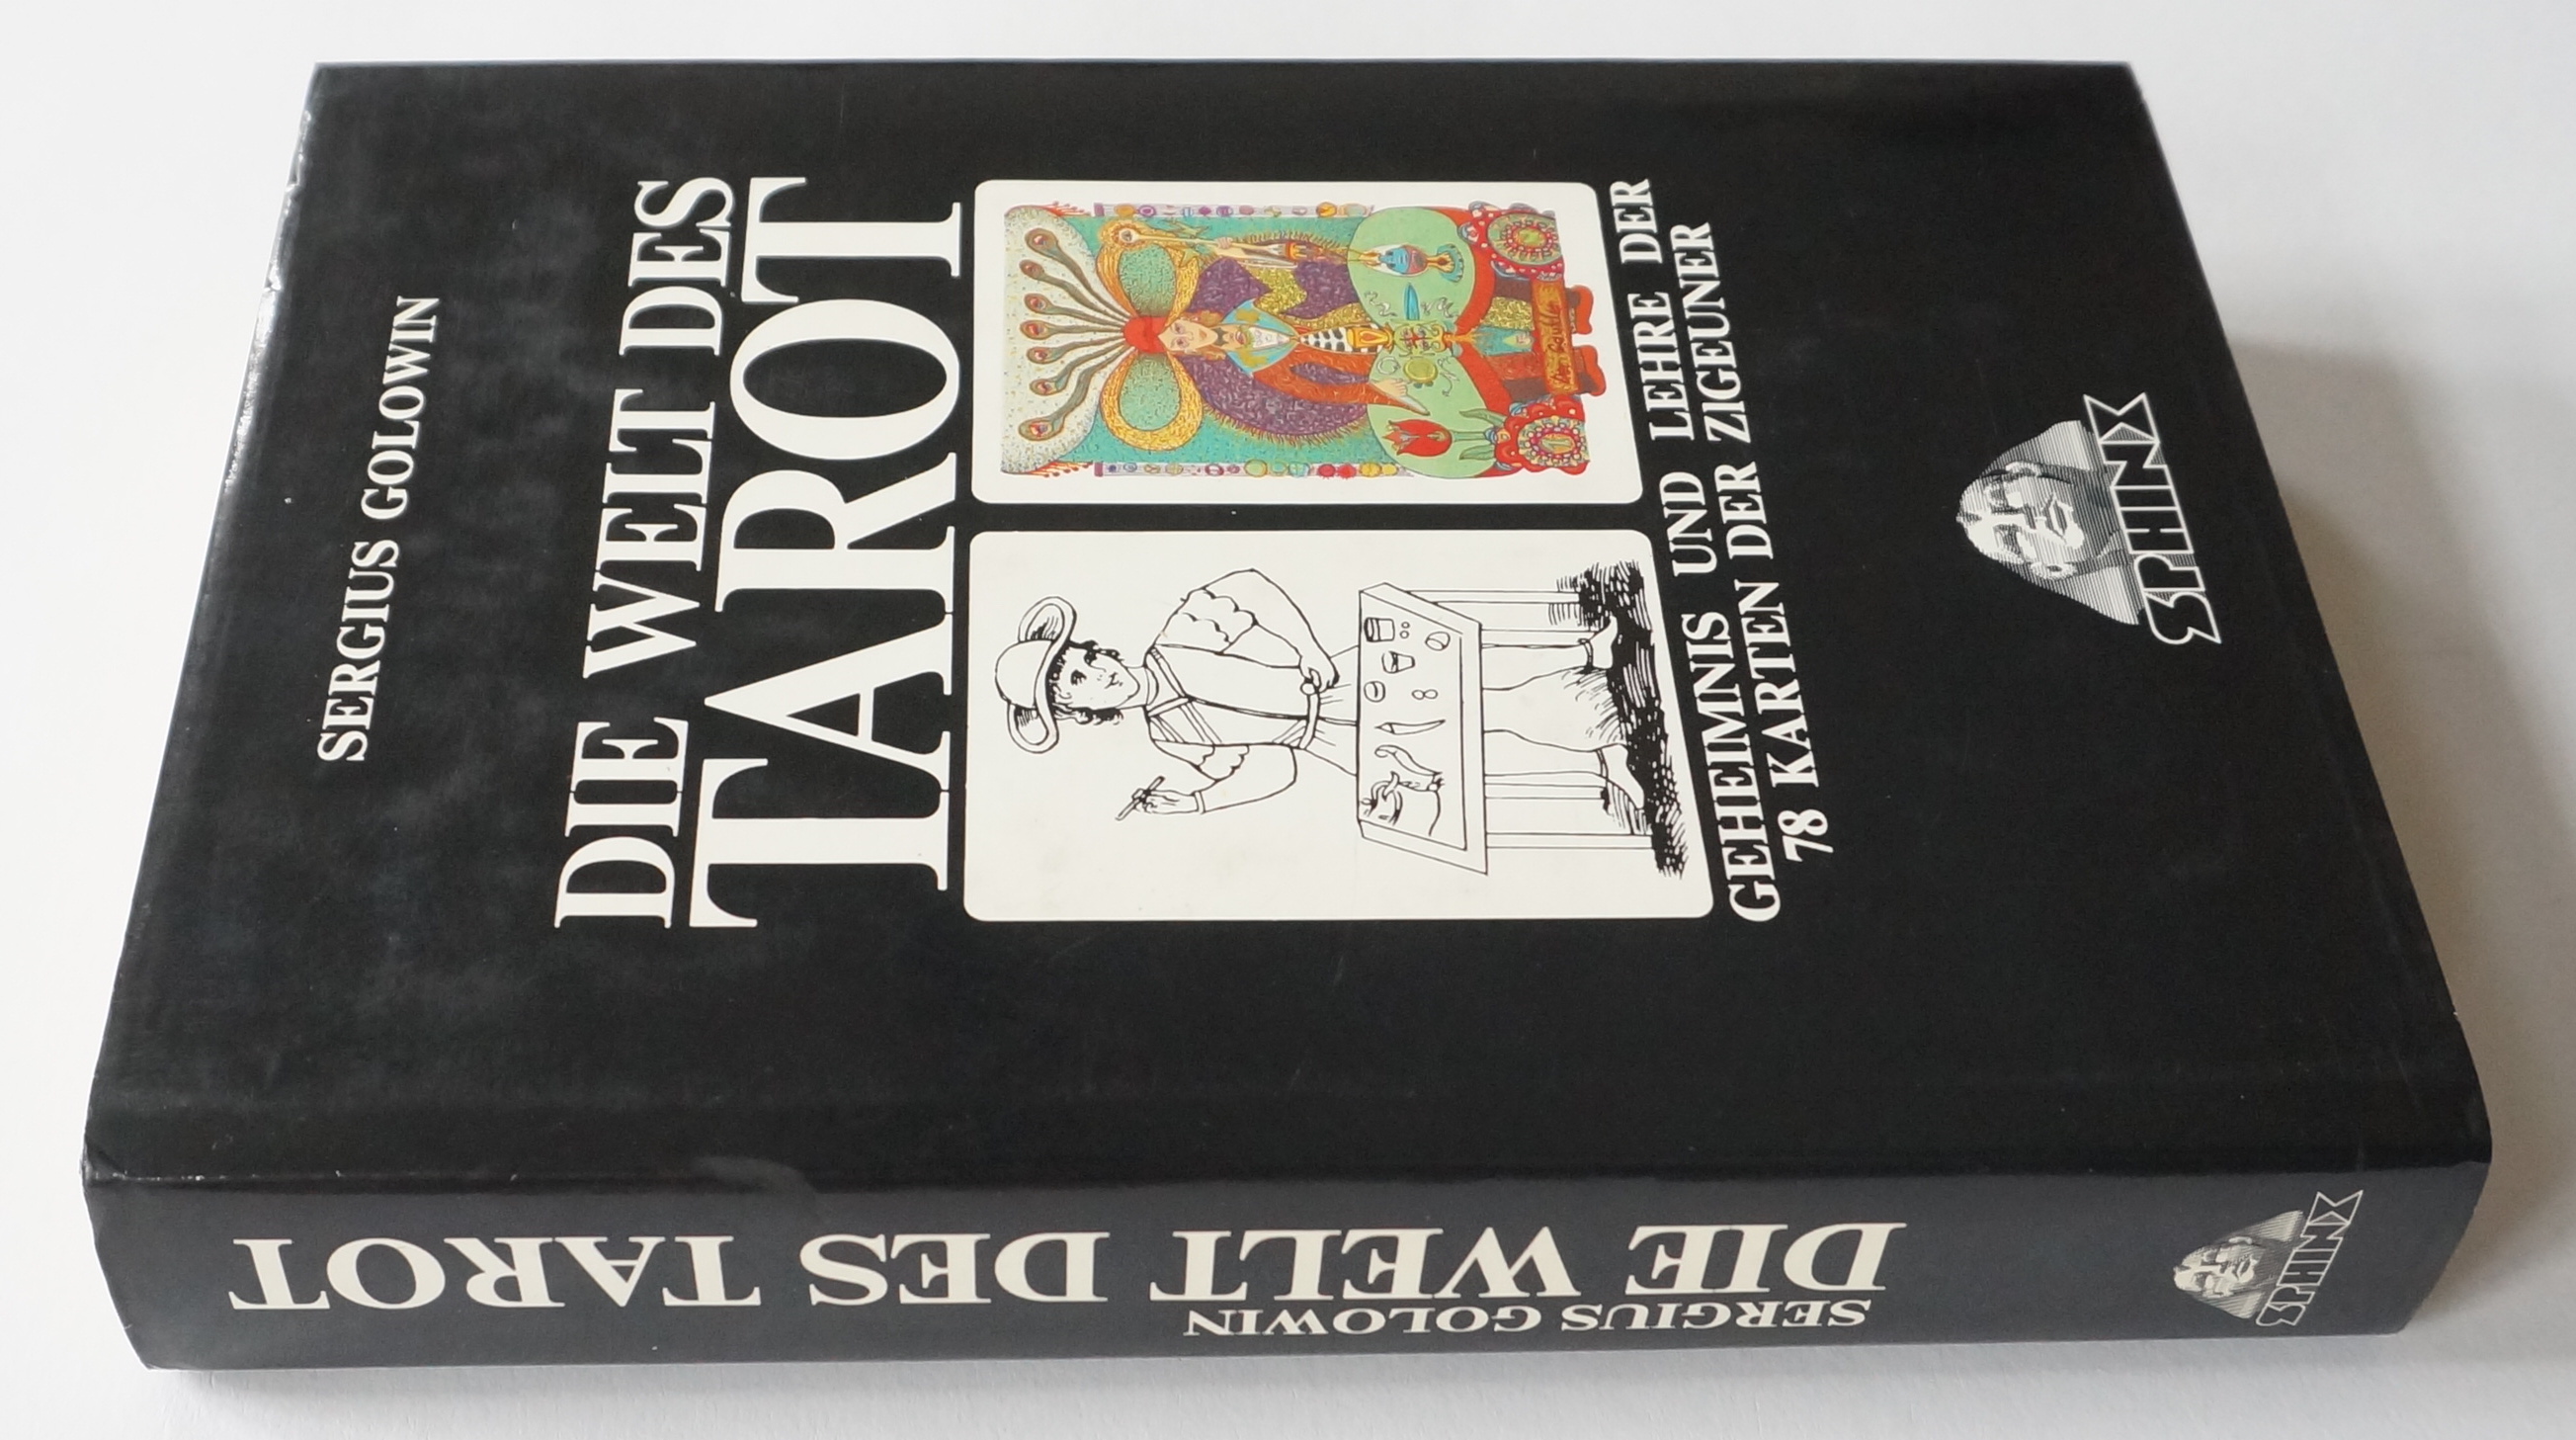 SERGIUS GOLOWIN
DIE WELT DES
TAROT
GEHEIMNIS UND LEHRE DER
78 KARTEN DER ZIGEUNER
SPHINX
SERGIUS GOLOWIN
DIE WELT DES TAROT
SPHINX